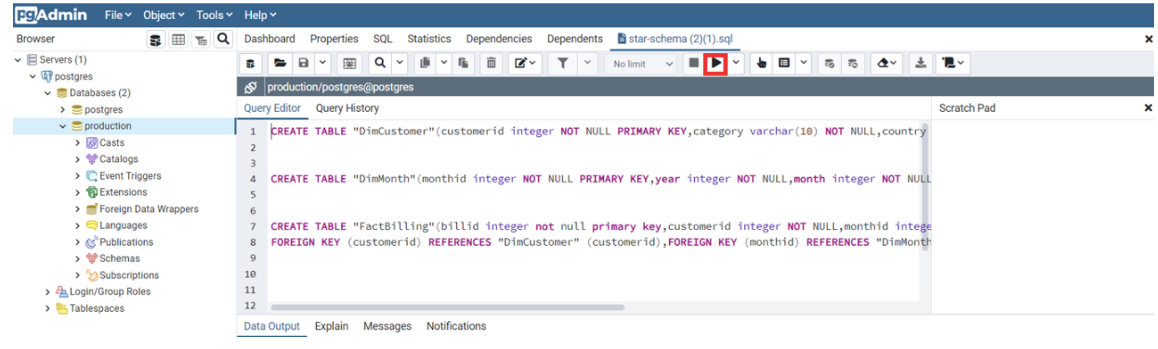 pgAdmin File Object Tools Help
Browser
Dashboard Properties SQL Statistics Dependencies Dependents star-schema (2)(1).sql
Servers (1)
postgres
Databases (2)
postgres
production
Casts
Catalogs
Event Triggers
Extensions
Foreign Data Wrappers
Languages
Publications
Schemas
Subscriptions
Login/Group Roles
Tablespaces
No limit
production/postgres@postgres
Query Editor Query History
Scratch Pad
1 CREATE TABLE "DimCustomer"(customerid integer NOT NULL PRIMARY KEY,category varchar(10) NOT NULL,country
2
3
4 CREATE TABLE "DimMonth"(monthid integer NOT NULL PRIMARY KEY,year integer NOT NULL,month integer NOT NULL
5
6
7 CREATE TABLE "FactBilling"(billid integer not null primary key,customerid integer NOT NULL,monthid intege
8 FOREIGN KEY (customerid) REFERENCES "DimCustomer" (customerid),FOREIGN KEY (monthid) REFERENCES "DimMonth
9
10
11
12
Data Output Explain Messages Notifications